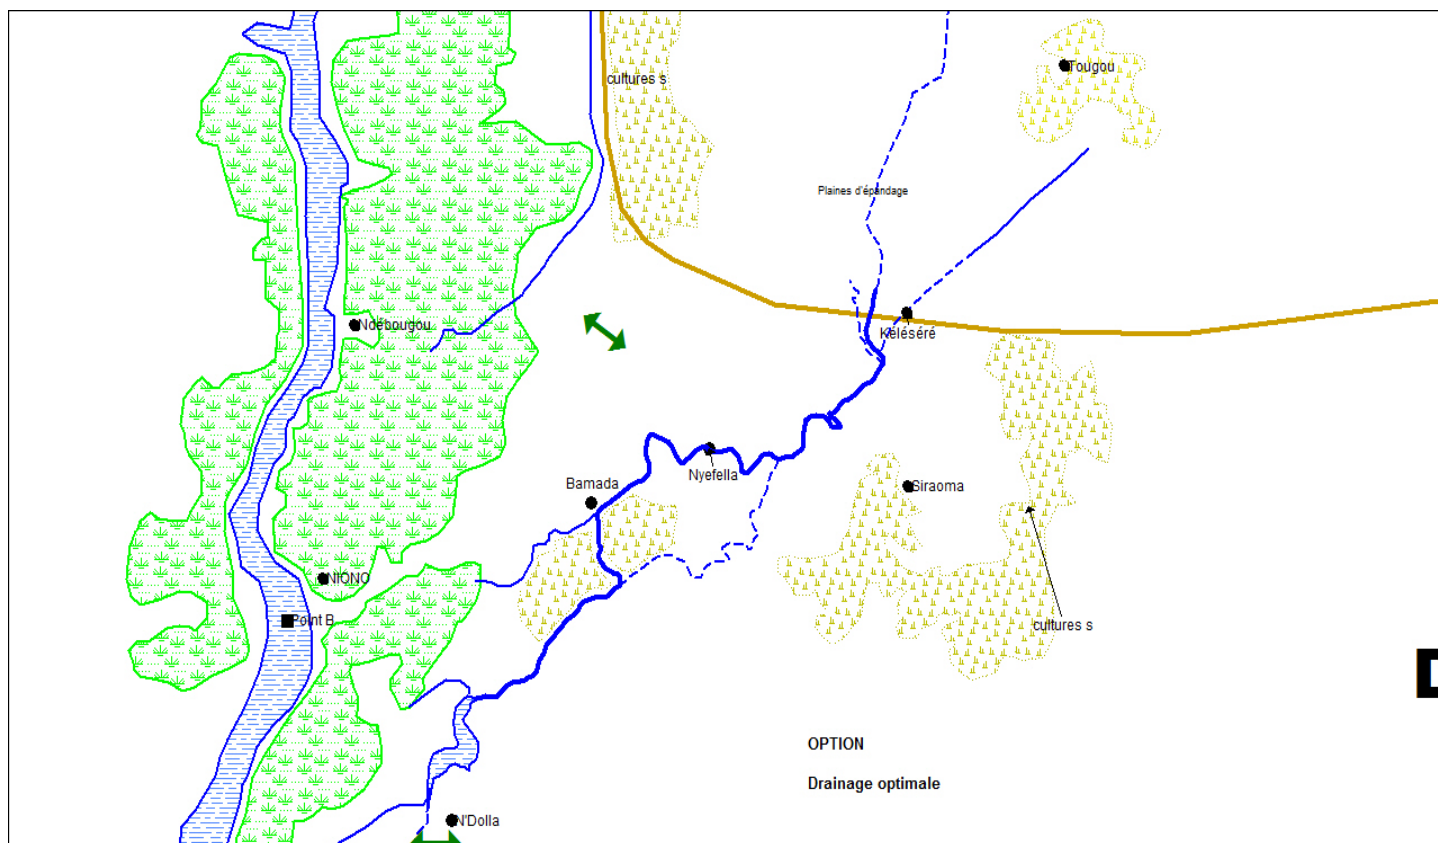 Tougou
cultures s
Plaines d'épandage
Ndébougou
Kéléséré
Nyefella
Bamada
Siraoma
NIONO
Point B
cultures s
D
OPTION
Drainage optimale
N'Dolla